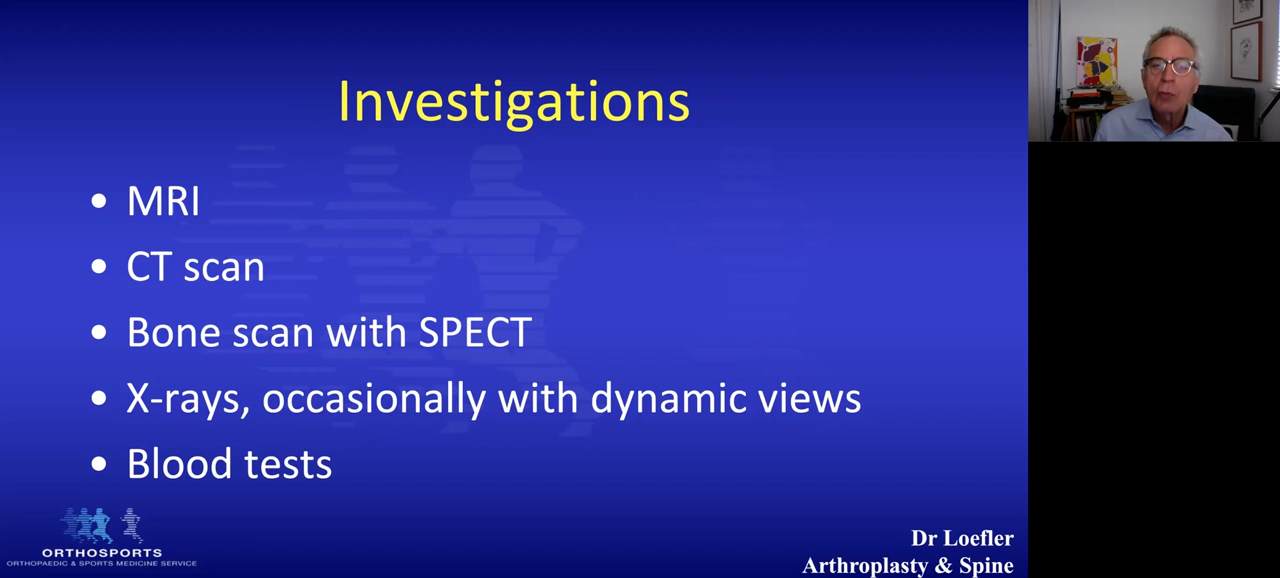 Investigations
• MRI
• CT scan
• Bone scan with SPECT
• X-rays, occasionally with dynamic views
• Blood tests
ORTHOSPORTS
ORTHOPAEDIC & SPORTS MEDICINE SERVICE
Dr Loefler
Arthroplasty & Spine